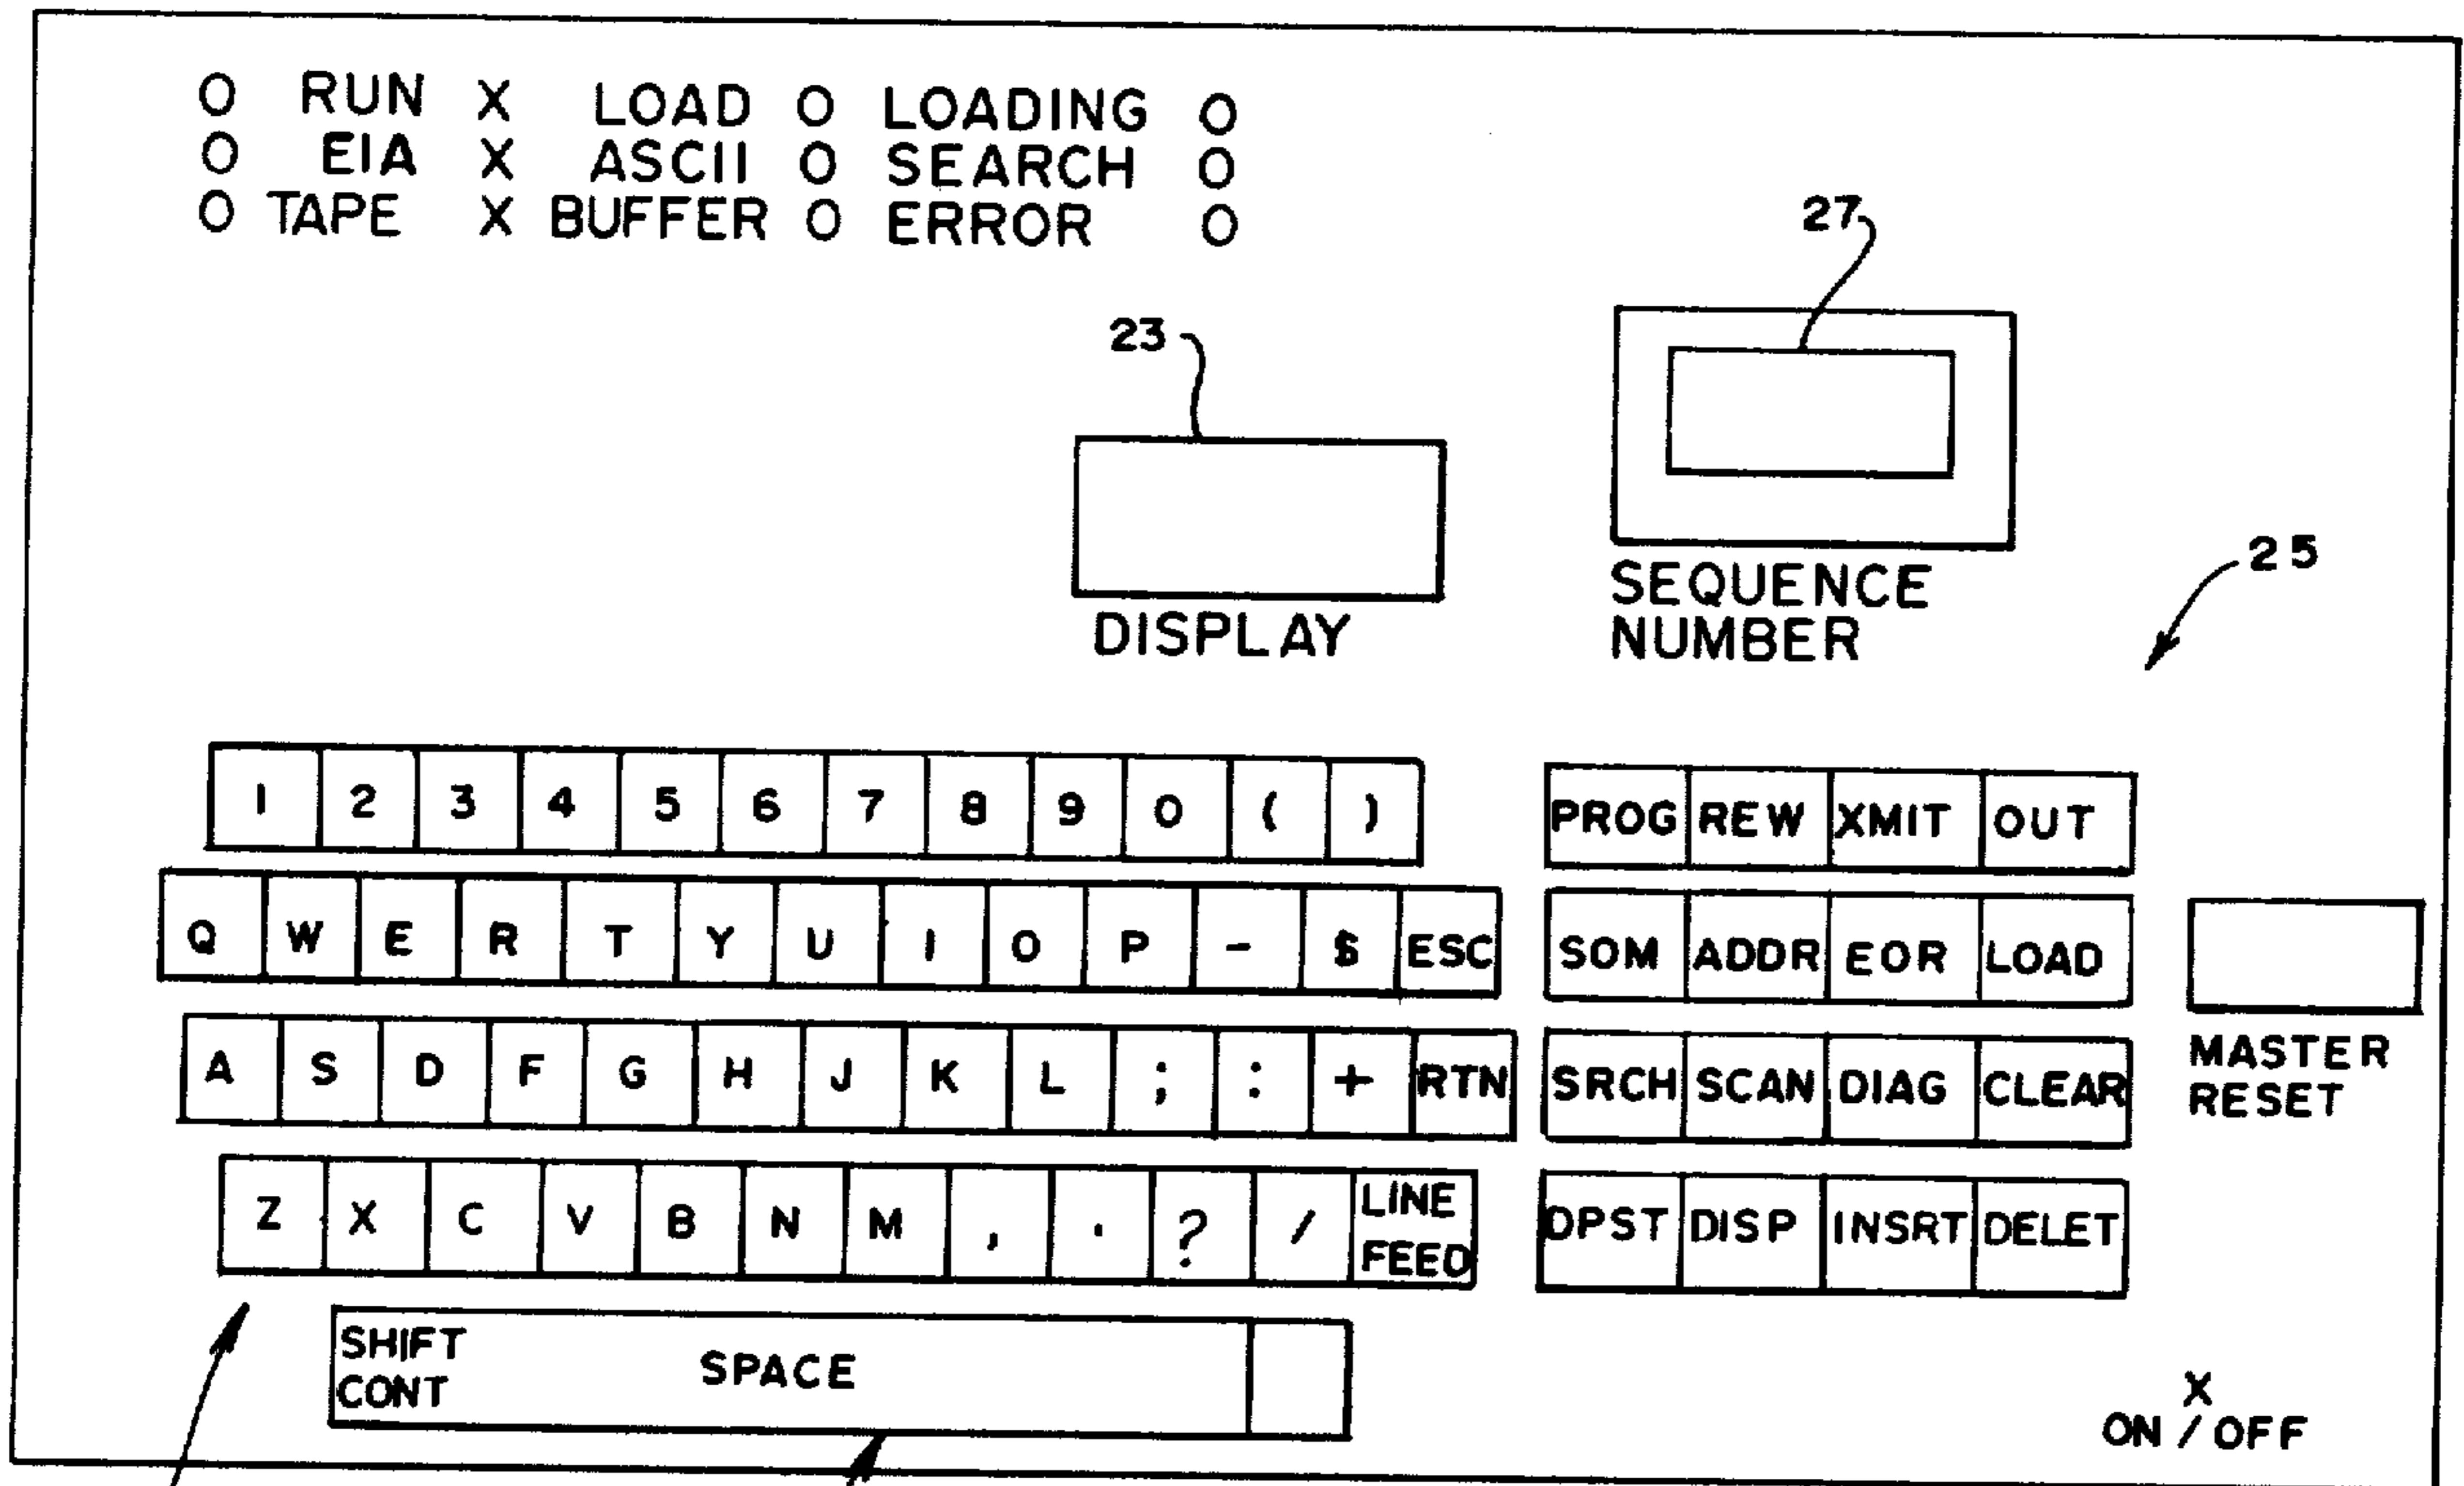 O RUN X LOAD O LOADING O
O EIA X ASCII O SEARCH O
O TAPE X BUFFER O ERROR O
27
23
25
DISPLAY
SEQUENCE
NUMBER
1 2 3 4 5 6 7 8 9 0 ( )
PROG REW XMIT OUT
Q W E R T Y U I O P - $ ESC
SOM ADDR EOR LOAD
A S D F G H J K L ; : + RTN
SRCH SCAN DIAG CLEAR
MASTER
RESET
Z X C V B N M , . ? / LINE
FEED
DPST DISP INSRT DELET
SHIFT
CONT
SPACE
X
ON / OFF